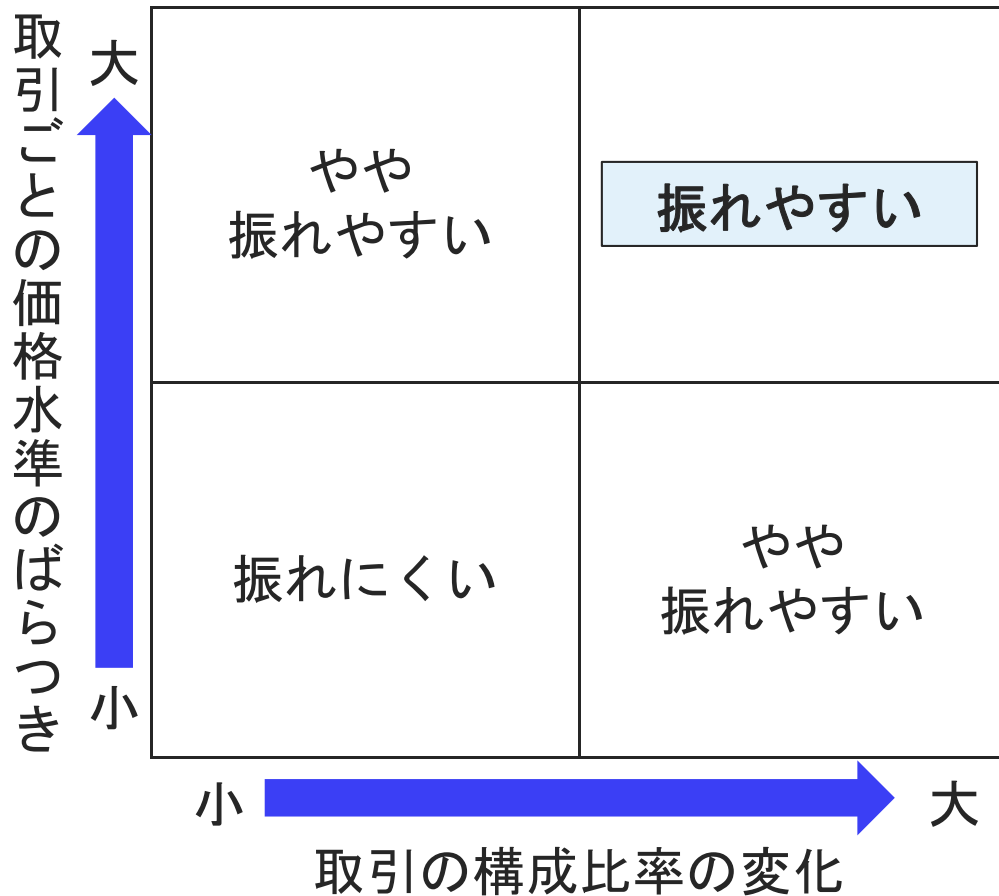 取引ごとの価格水準のばらつき
大
やや
振れやすい
振れやすい
振れにくい
やや
振れやすい
小
小
大
取引の構成比率の変化